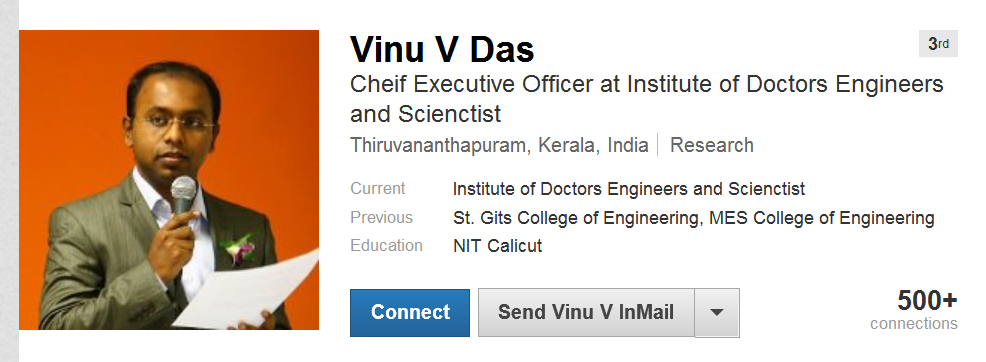 Vinu V Das
3rd
Cheif Executive Officer at Institute of Doctors Engineers
and Scienctist
Thiruvananthapuram, Kerala, India | Research
Current Institute of Doctors Engineers and Scienctist
Previous St. Gits College of Engineering, MES College of Engineering
Education NIT Calicut
Connect Send Vinu V InMail
500+
connections